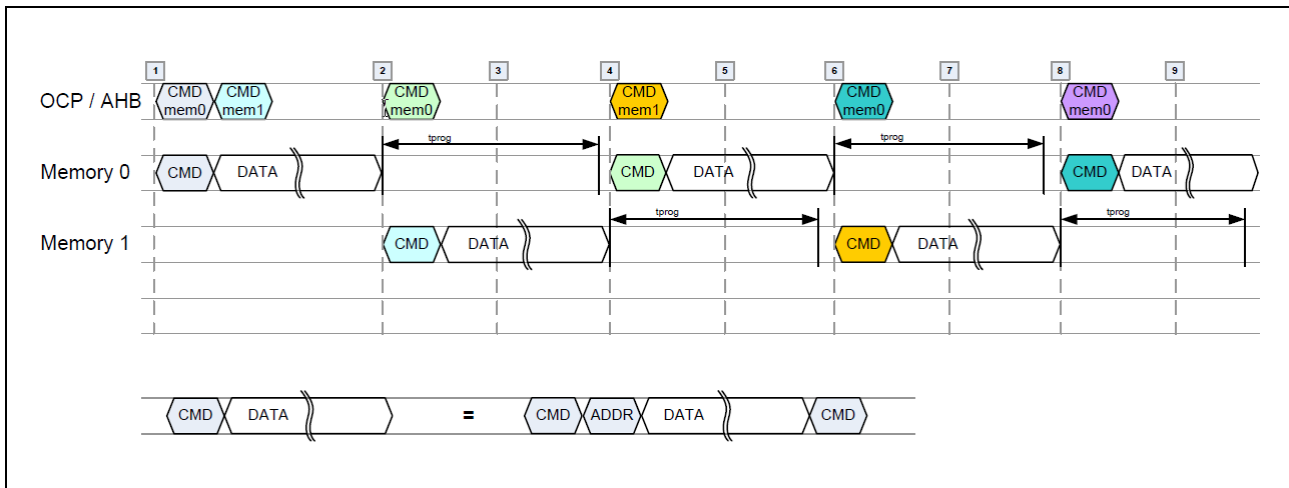 1 2 3 4 5 6 7 8 9
OCP / AHB
CMD mem0 CMD mem1 CMD mem0 CMD mem1 CMD mem0 CMD mem0
tprog tprog
Memory 0 CMD DATA CMD DATA CMD DATA
tprog tprog
Memory 1 CMD DATA CMD DATA
CMD DATA = CMD ADDR DATA CMD